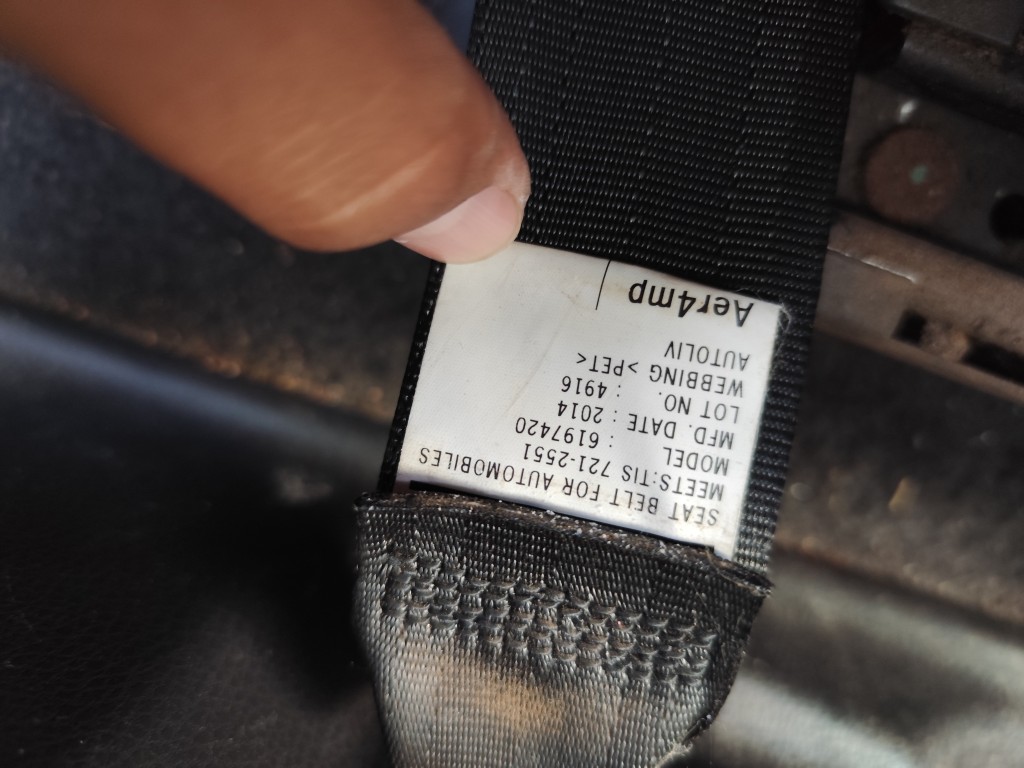 SEAT BELT FOR AUTOMOBILES
MEETS:TIS 721-2551
MODEL : 6197420
MFD. DATE : 2014
LOT NO. : 4916
WEBBING >PET<
AUTOLIV
Aer4mp